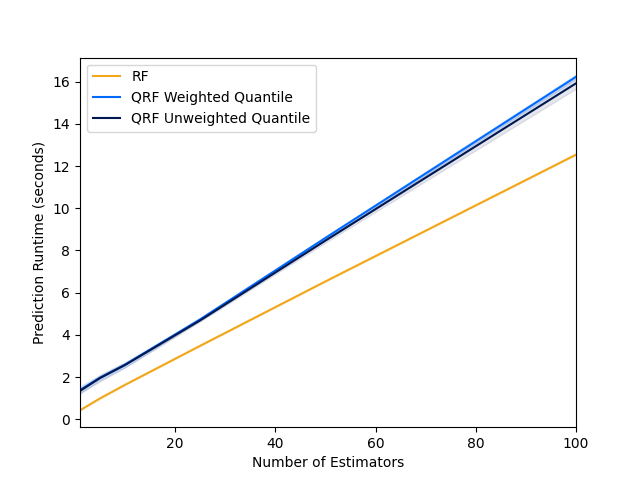 RF
QRF Weighted Quantile
QRF Unweighted Quantile
Prediction Runtime (seconds)
16
14
12
10
8
6
4
2
0
20 40 60 80 100
Number of Estimators